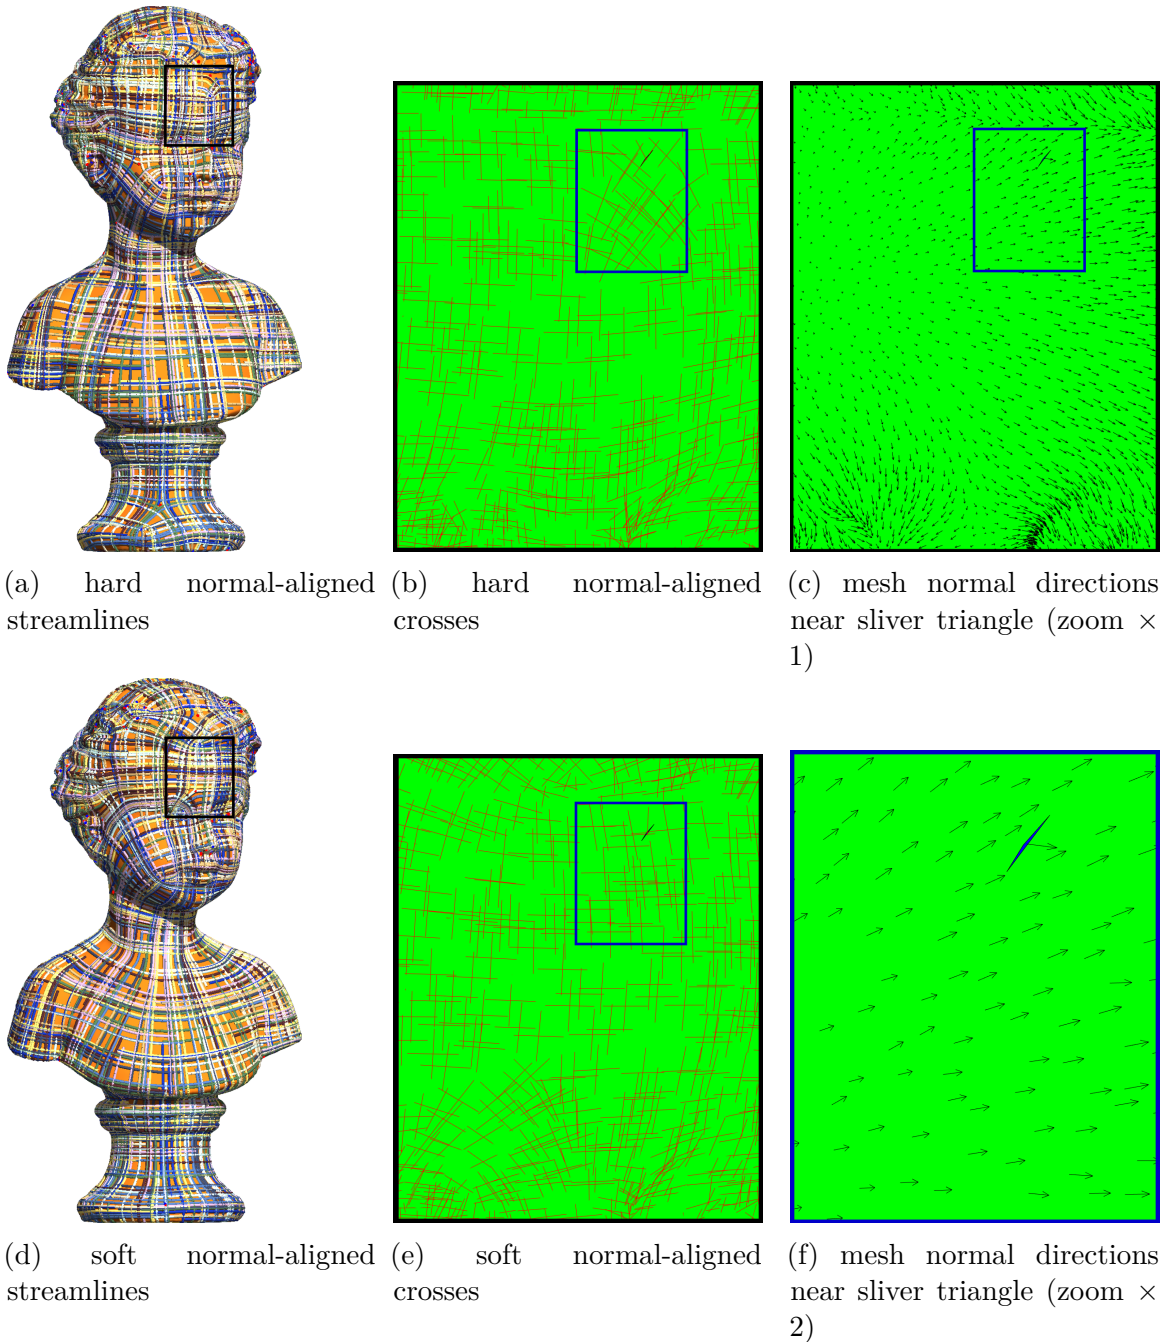 (a) hard normal-aligned
streamlines
(b) hard normal-aligned
crosses
(c) mesh normal directions
near sliver triangle (zoom ×
1)
(d) soft normal-aligned
streamlines
(e) soft normal-aligned
crosses
(f) mesh normal directions
near sliver triangle (zoom ×
2)